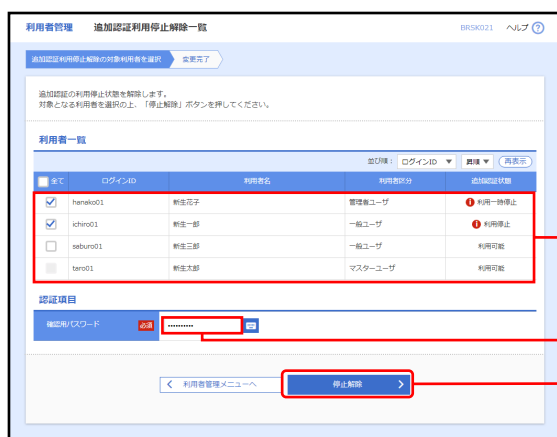 利用者管理 追加認証利用停止解除一覧 BRSK021 ヘルプ ?
追加認証利用停止解除の対象利用者を選択 変更完了
追加認証の利用停止状態を解除します。
対象となる利用者を選択の上、「停止解除」ボタンを押してください。
利用者一覧
並び順： ログインID ▼ 昇順 ▼ 再表示
全て ログインID 利用者名 利用者区分 追加認証状態
hanako01 新生花子 管理者ユーザ 利用一時停止
ichiro01 新生一郎 一般ユーザ 利用停止
saburo01 新生三郎 一般ユーザ 利用可能
taro01 新生太郎 マスターユーザ 利用可能
認証項目
確認用パスワード 必須 ••••••••••
利用者管理メニューへ 停止解除